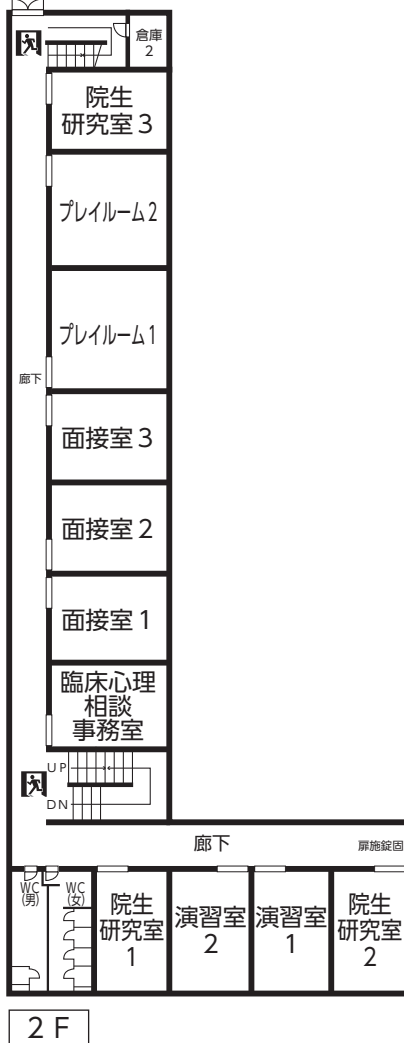 倉庫
2
院生
研究室3
プレイルーム2
プレイルーム1
廊下
面接室3
面接室2
面接室1
臨床心理
相談
事務室
UP
DN
廊下
扉施錠固
WC
(男)
WC
(女)
院生
研究室
1
演習室
2
演習室
1
院生
研究室
2
2F